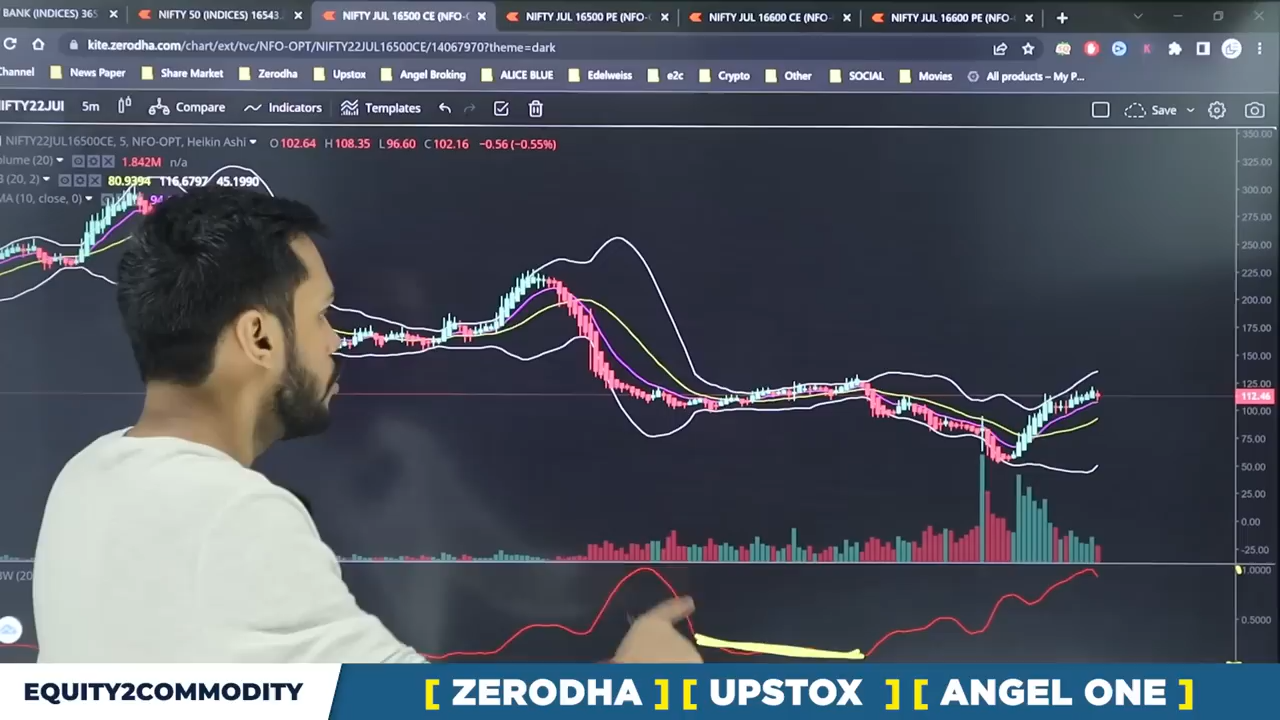 BANK (INDICES) 365
NIFTY 50 (INDICES) 16543.
NIFTY JUL 16500 CE (NFO-
NIFTY JUL 16500 PE (NFO-
NIFTY JUL 16600 CE (NFO-
NIFTY JUL 16600 PE (NFO-
kite.zerodha.com/chart/ext/tvc/NFO-OPT/NIFTY22JUL16500CE/14067970?theme=dark
Channel News Paper Share Market Zerodha Upstox Angel Broking ALICE BLUE Edelweiss e2c Crypto Other SOCIAL Movies All products – My P...
IFTY22JUl 5m Compare Indicators Templates Save
NIFTY22JUL16500CE, 5, NFO-OPT, Heikin Ashi O102.64 H108.35 L96.60 C102.16 −0.56 (−0.55%)
olume (20) 1.842M n/a
B (20, 2) 80.9394 116.6797 45.1990
MA (10, close, 0) 94.
350.00
325.00
300.00
275.00
250.00
225.00
200.00
175.00
150.00
125.00
112.46
100.00
75.00
50.00
25.00
0.00
-25.00
1.0000
0.5000
W (20
EQUITY2COMMODITY
[ ZERODHA ] [ UPSTOX ] [ ANGEL ONE ]